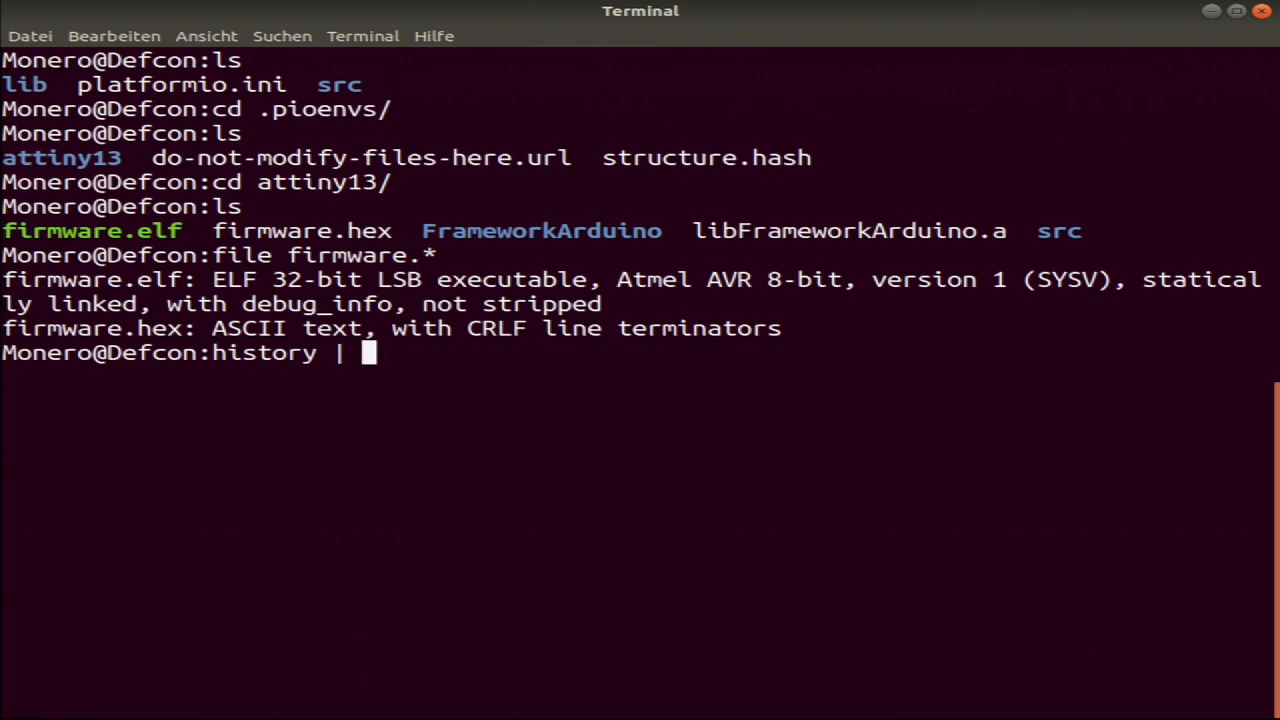 Terminal
Datei Bearbeiten Ansicht Suchen Terminal Hilfe
Monero@Defcon:ls
lib platformio.ini src
Monero@Defcon:cd .pioenvs/
Monero@Defcon:ls
attiny13 do-not-modify-files-here.url structure.hash
Monero@Defcon:cd attiny13/
Monero@Defcon:ls
firmware.elf firmware.hex FrameworkArduino libFrameworkArduino.a src
Monero@Defcon:file firmware.*
firmware.elf: ELF 32-bit LSB executable, Atmel AVR 8-bit, version 1 (SYSV), statical
ly linked, with debug_info, not stripped
firmware.hex: ASCII text, with CRLF line terminators
Monero@Defcon:history |